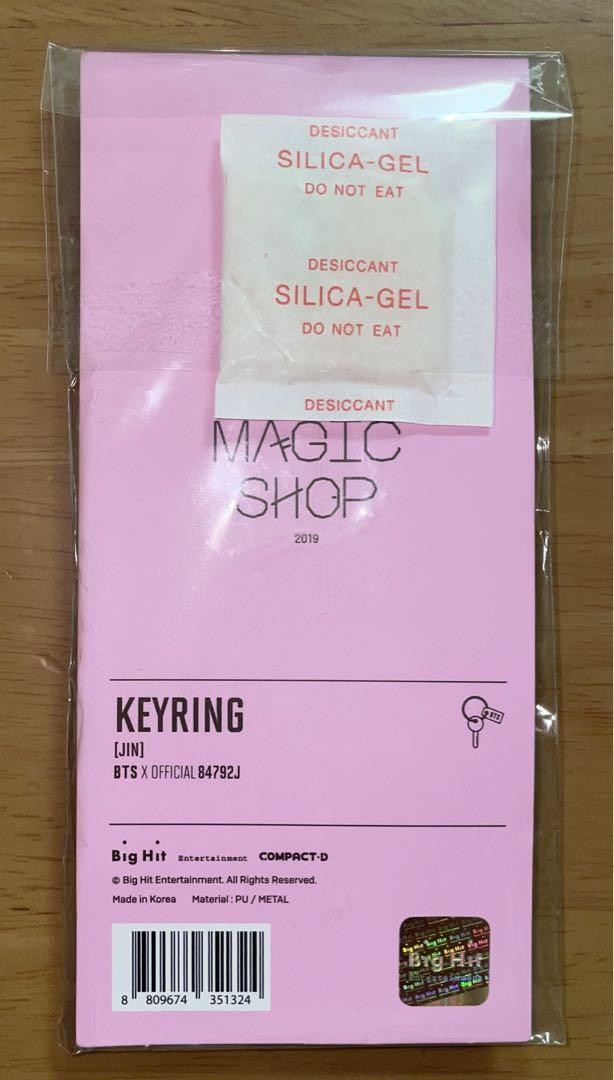 DESICCANT
SILICA-GEL
DO NOT EAT
DESICCANT
SILICA-GEL
DO NOT EAT
DESICCANT
MAGIC
SHOP
2019
KEYRING
BTS
[JIN]
BTS X OFFICIAL 84792J
Big Hit Entertainment COMPACT·D
© Big Hit Entertainment. All Rights Reserved.
Made in Korea Material : PU / METAL
Big Hit
Entertainment
8 809674 351324